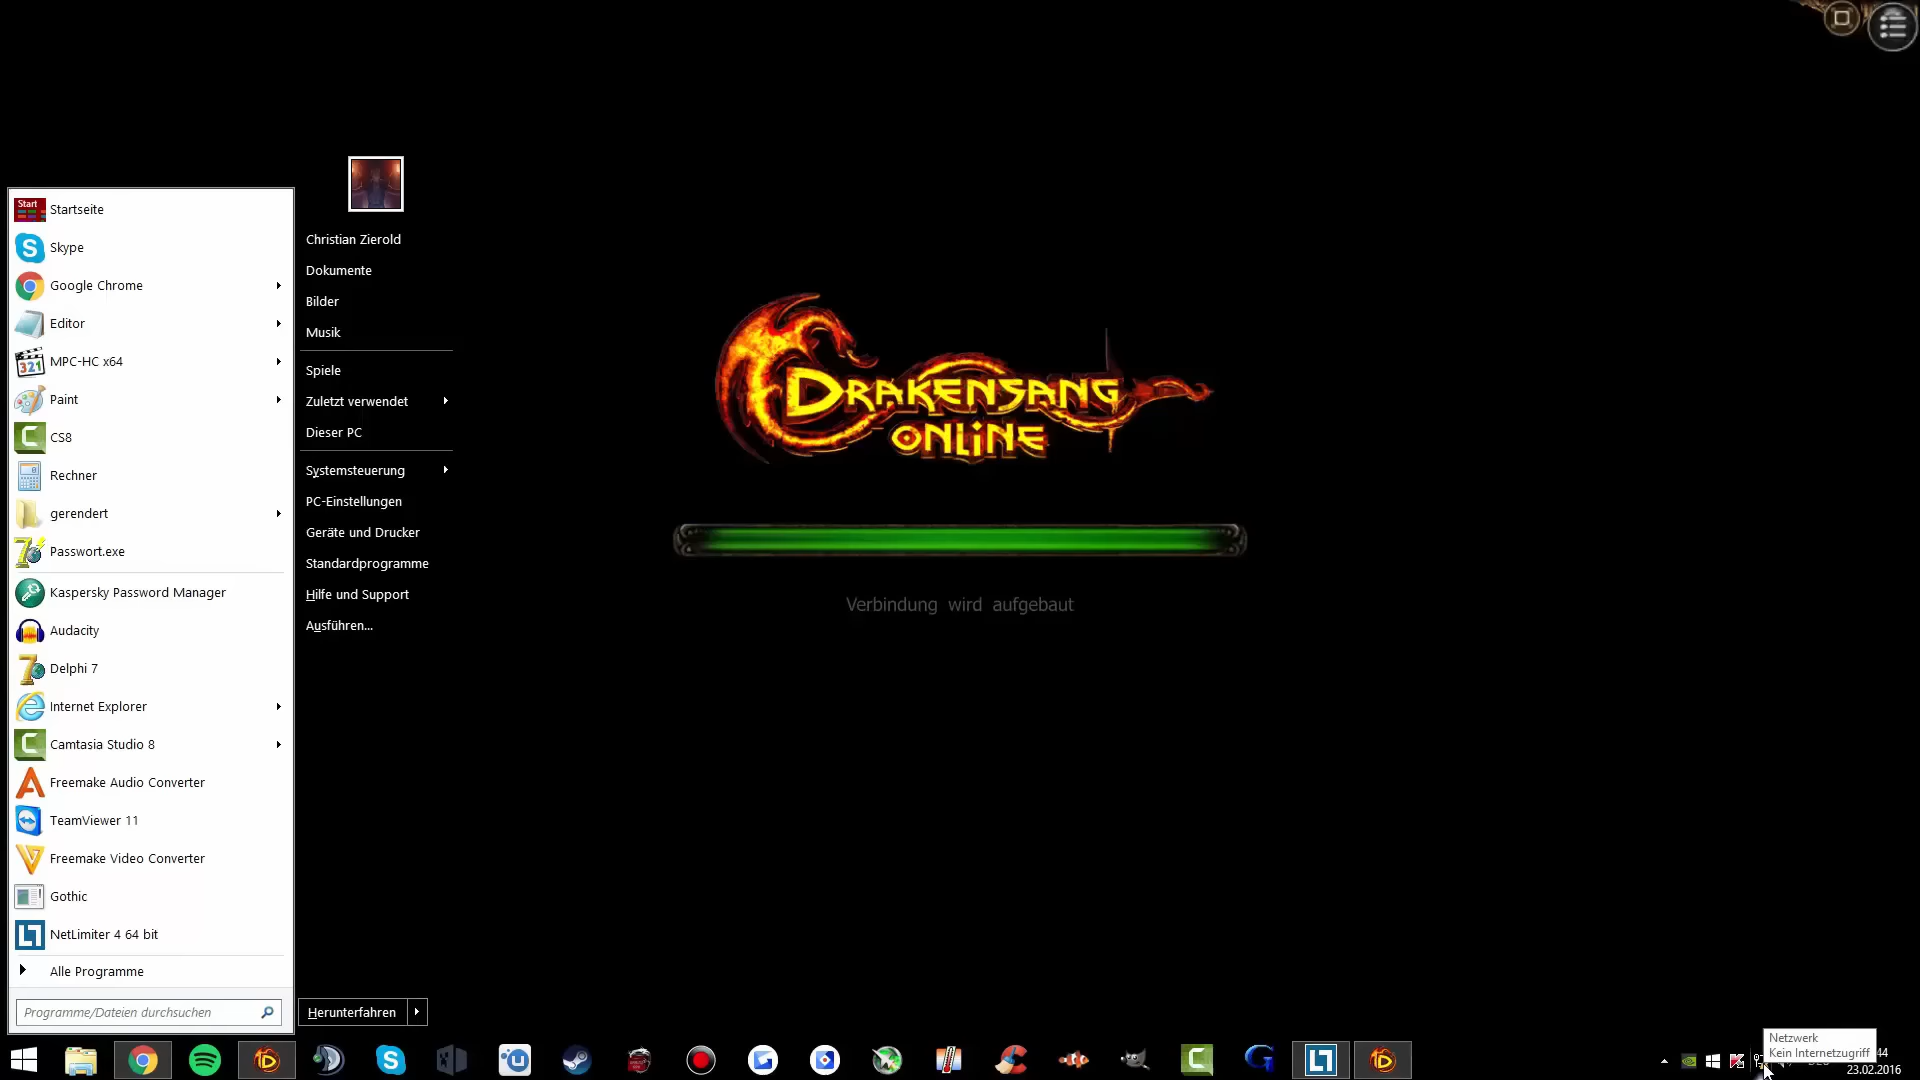 Start
Startseite
Skype
Google Chrome
Editor
MPC-HC x64
Paint
CS8
Rechner
gerendert
Passwort.exe
Kaspersky Password Manager
Audacity
Delphi 7
Internet Explorer
Camtasia Studio 8
Freemake Audio Converter
TeamViewer 11
Freemake Video Converter
Gothic
NetLimiter 4 64 bit
Alle Programme
Programme/Dateien durchsuchen
Christian Zierold
Dokumente
Bilder
Musik
Spiele
Zuletzt verwendet
Dieser PC
Systemsteuerung
PC-Einstellungen
Geräte und Drucker
Standardprogramme
Hilfe und Support
Ausführen...
Herunterfahren
DRAKENSANG
ONLINE
Verbindung wird aufgebaut
Netzwerk
Kein Internetzugriff
44
23.02.2016